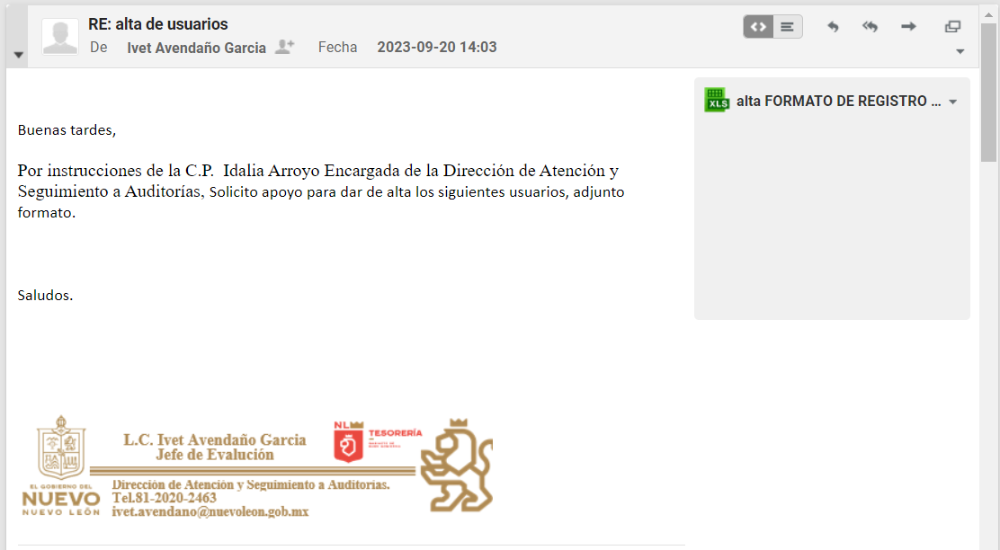 RE: alta de usuarios
De Ivet Avendaño Garcia Fecha 2023-09-20 14:03
XLS alta FORMATO DE REGISTRO ...
Buenas tardes,
Por instrucciones de la C.P. Idalia Arroyo Encargada de la Dirección de Atención y
Seguimiento a Auditorías, Solicito apoyo para dar de alta los siguientes usuarios, adjunto
formato.
Saludos.
L.C. Ivet Avendaño Garcia
Jefe de Evalución
NL
TESORERÍA
EL GOBIERNO DEL
NUEVO
NUEVO LEÓN
Dirección de Atención y Seguimiento a Auditorías.
Tel.81-2020-2463
ivet.avendano@nuevoleon.gob.mx